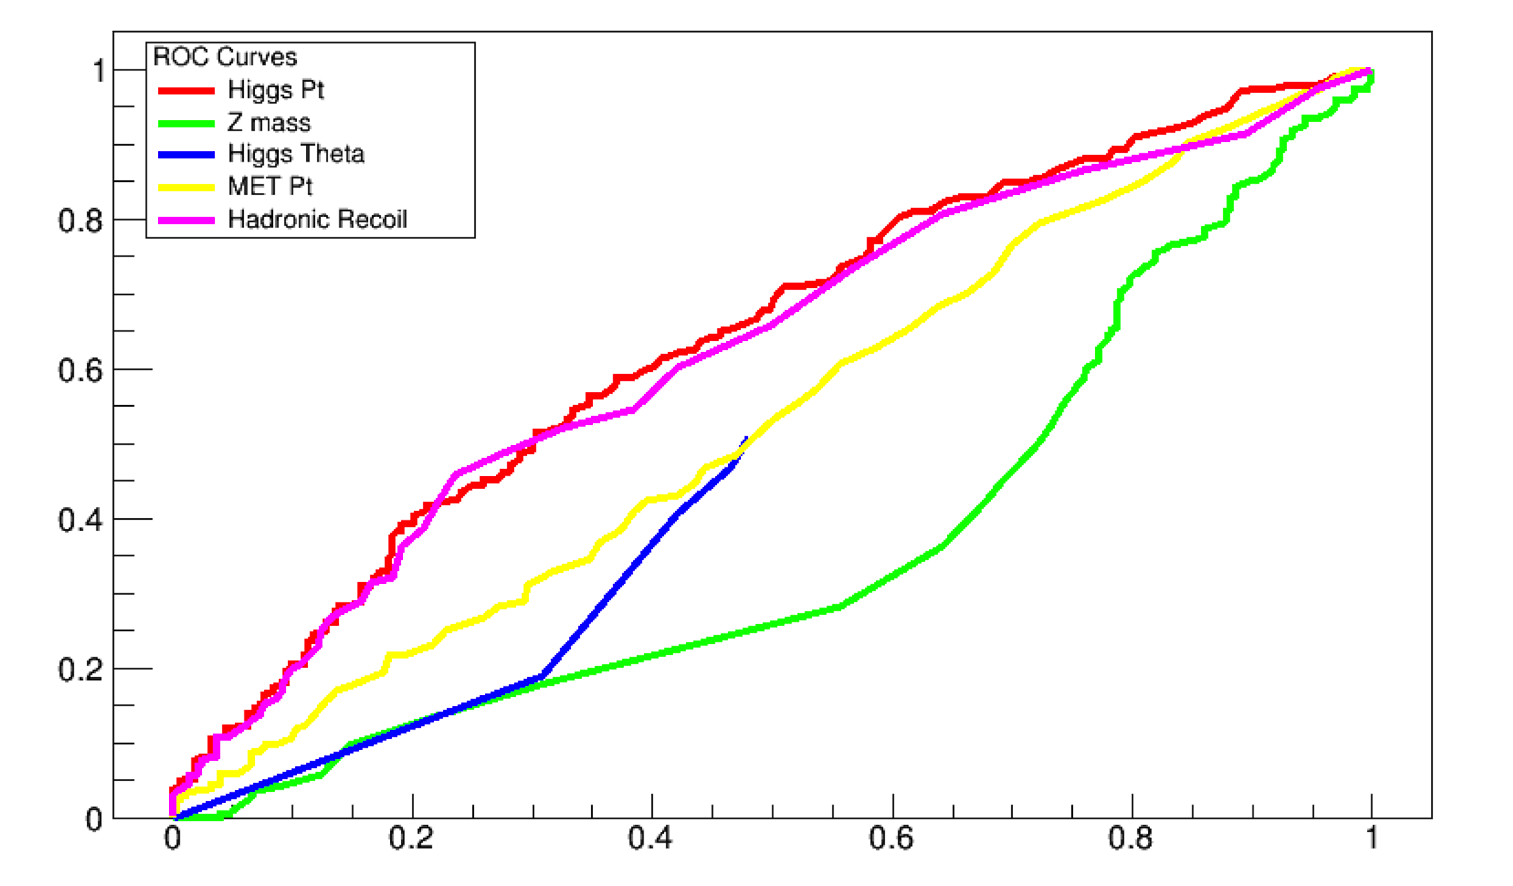 ROC Curves
Higgs Pt
Z mass
Higgs Theta
MET Pt
Hadronic Recoil
1
0.8
0.6
0.4
0.2
0
0 0.2 0.4 0.6 0.8 1